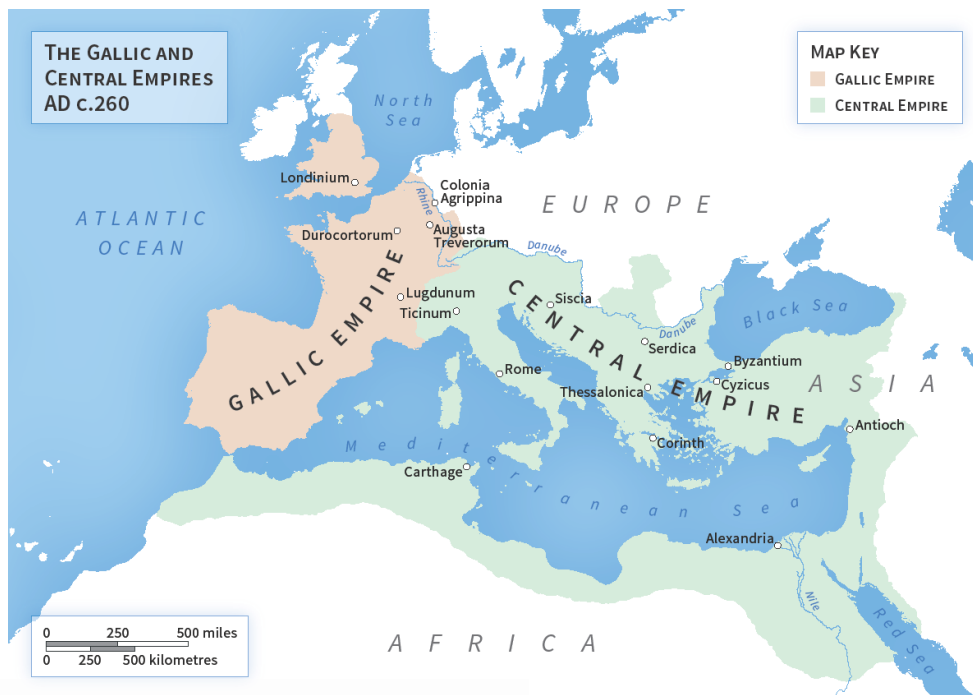 The Gallic and
Central Empires
AD c.260
Map Key
Gallic Empire
Central Empire
North
Sea
Londinium
Colonia
Agrippina
Rhine
EUROPE
ATLANTIC
OCEAN
Durocortorum
Augusta
Treverorum
Danube
GALLIC EMPIRE
CENTRAL EMPIRE
Lugdunum
Ticinum
Siscia
Black Sea
Danube
Serdica
Byzantium
Rome
Thessalonica
Cyzicus
ASIA
Antioch
Corinth
Mediterranean Sea
Carthage
Alexandria
Nile
Red Sea
AFRICA
0 250 500 miles
0 250 500 kilometres